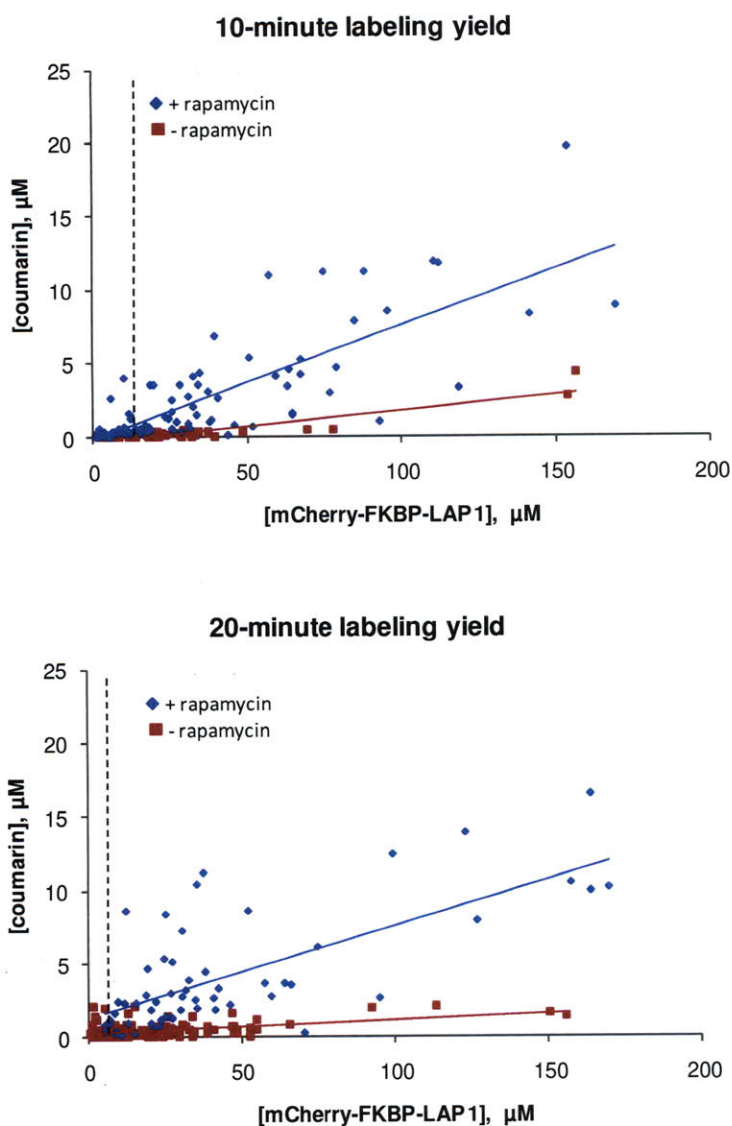 10-minute labeling yield
25
20
15
10
5
0
+ rapamycin
- rapamycin
[coumarin], µM
0 50 100 150 200
[mCherry-FKBP-LAP1], µM
20-minute labeling yield
25
20
15
10
5
0
+ rapamycin
- rapamycin
[coumarin], µM
0 50 100 150 200
[mCherry-FKBP-LAP1], µM